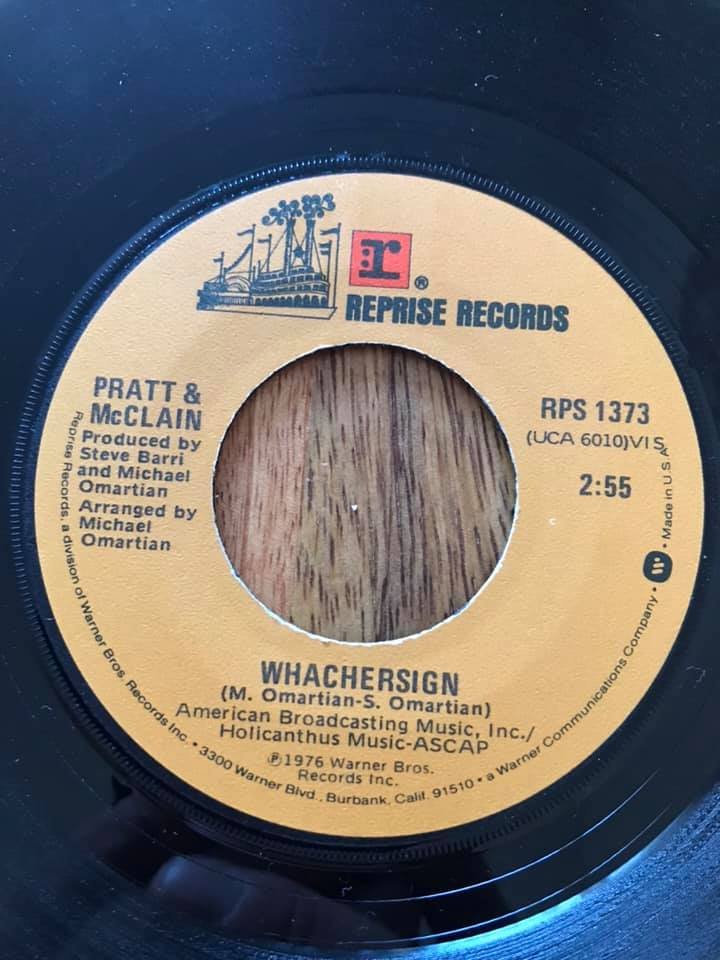 r ®
REPRISE RECORDS
PRATT &
McCLAIN
Produced by
Steve Barri
and Michael
Omartian
Arranged by
Michael
Omartian
RPS 1373
(UCA 6010)VIS
2:55
WHACHERSIGN
(M. Omartian-S. Omartian)
American Broadcasting Music, Inc./
Holicanthus Music-ASCAP
℗1976 Warner Bros.
Records Inc.
Reprise Records, a division of Warner Bros. Records Inc. • 3300 Warner Blvd., Burbank, Calif. 91510 • a Warner Communications Company • W • Made in U.S.A.